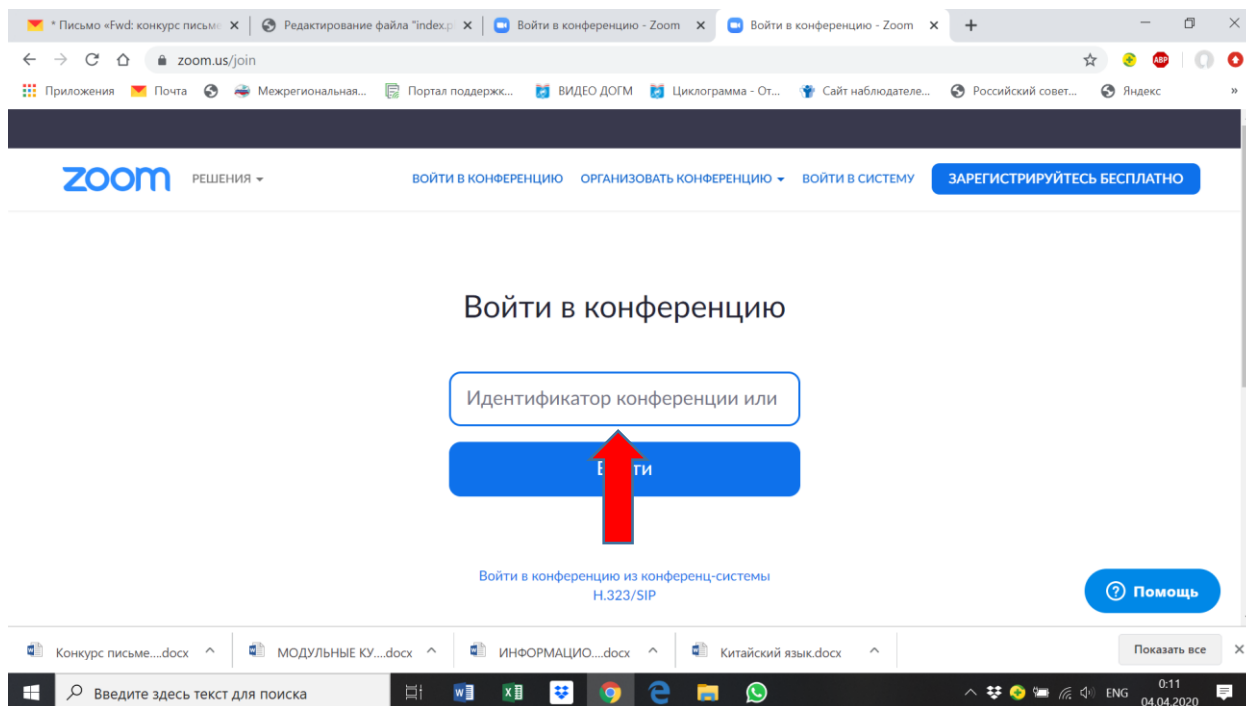 * Письмо «Fwd: конкурс письме
Редактирование файла "index.p
Войти в конференцию - Zoom
Войти в конференцию - Zoom
zoom.us/join
ABP
Приложения
Почта
Межрегиональная...
Портал поддержк...
ВИДЕО ДОГМ
Циклограмма - От...
Сайт наблюдателе...
Российский совет...
Яндекс
»
zoom
РЕШЕНИЯ
ВОЙТИ В КОНФЕРЕНЦИЮ
ОРГАНИЗОВАТЬ КОНФЕРЕНЦИЮ
ВОЙТИ В СИСТЕМУ
ЗАРЕГИСТРИРУЙТЕСЬ БЕСПЛАТНО
Войти в конференцию
Идентификатор конференции или
Войти в конференцию из конференц-системы
H.323/SIP
? Помощь
Конкурс письме....docx
МОДУЛЬНЫЕ КУ....docx
ИНФОРМАЦИО....docx
Китайский язык.docx
Показать все
Введите здесь текст для поиска
ENG
0:11
04.04.2020